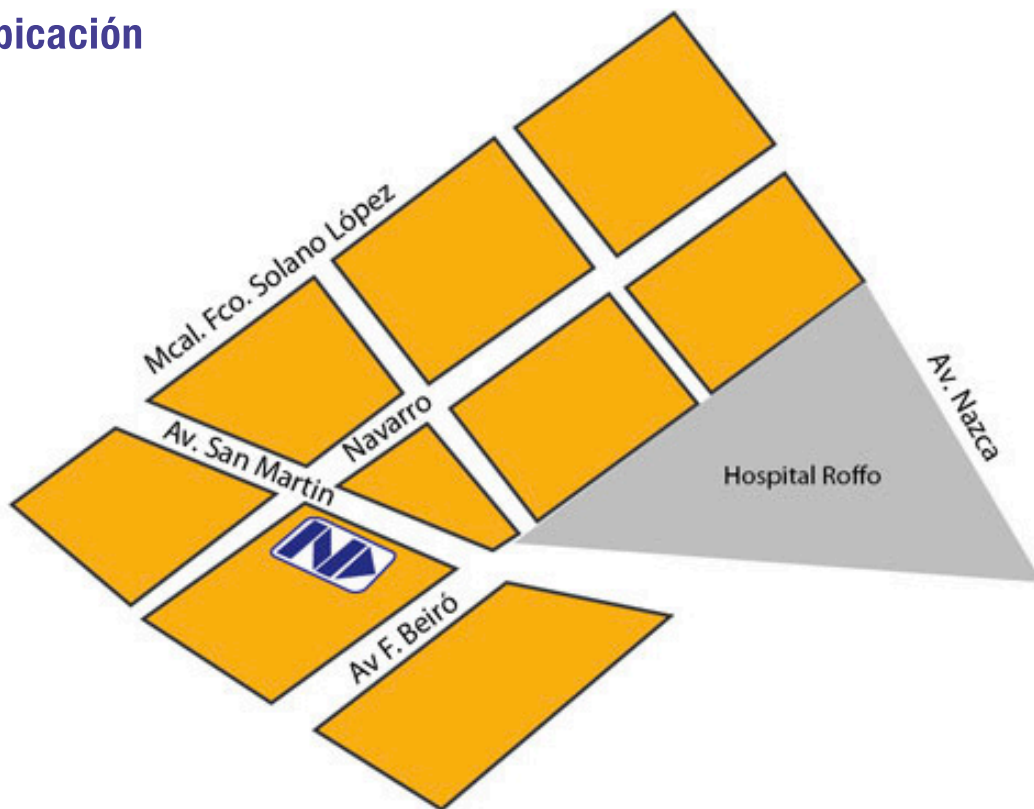 bicación
Mcal. Fco. Solano López
Av. San Martin
Navarro
Av. Nazca
Hospital Roffo
Av F. Beiró